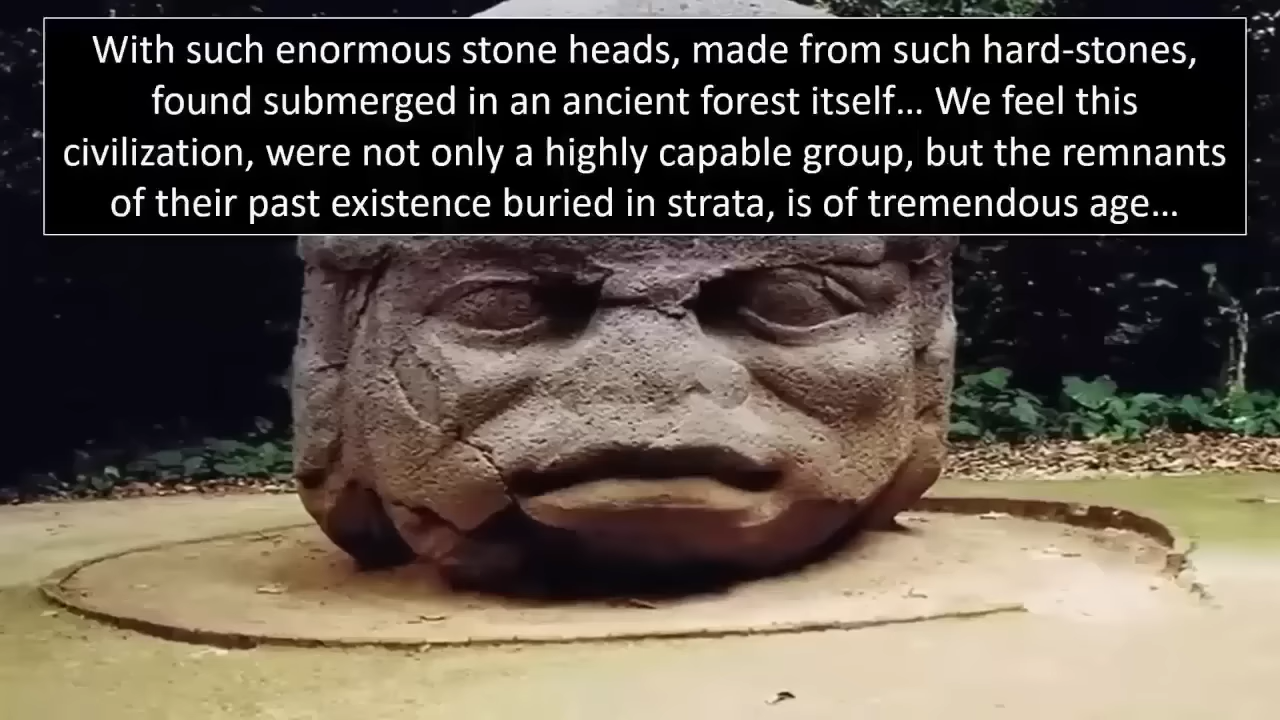 With such enormous stone heads, made from such hard-stones,
found submerged in an ancient forest itself... We feel this
civilization, were not only a highly capable group, but the remnants
of their past existence buried in strata, is of tremendous age...